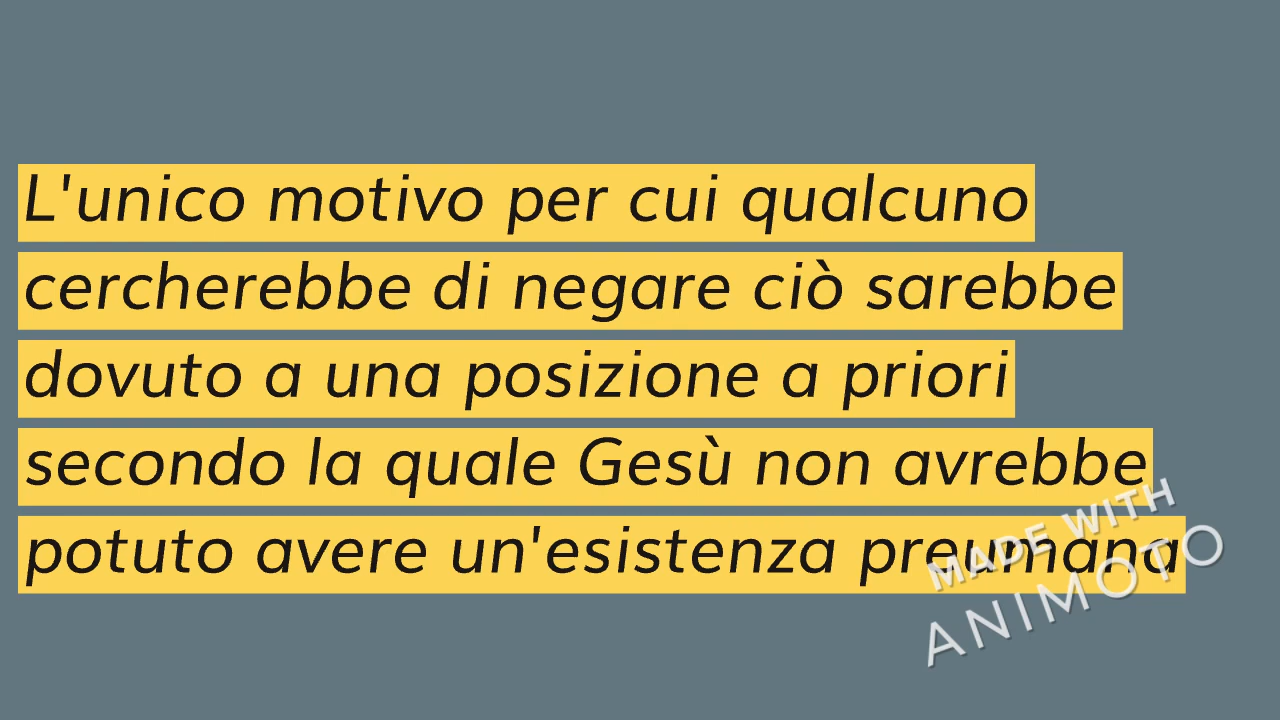 L'unico motivo per cui qualcuno
cercherebbe di negare ciò sarebbe
dovuto a una posizione a priori
secondo la quale Gesù non avrebbe
potuto avere un'esistenza preumana
MADE WITH
ANIMOTO